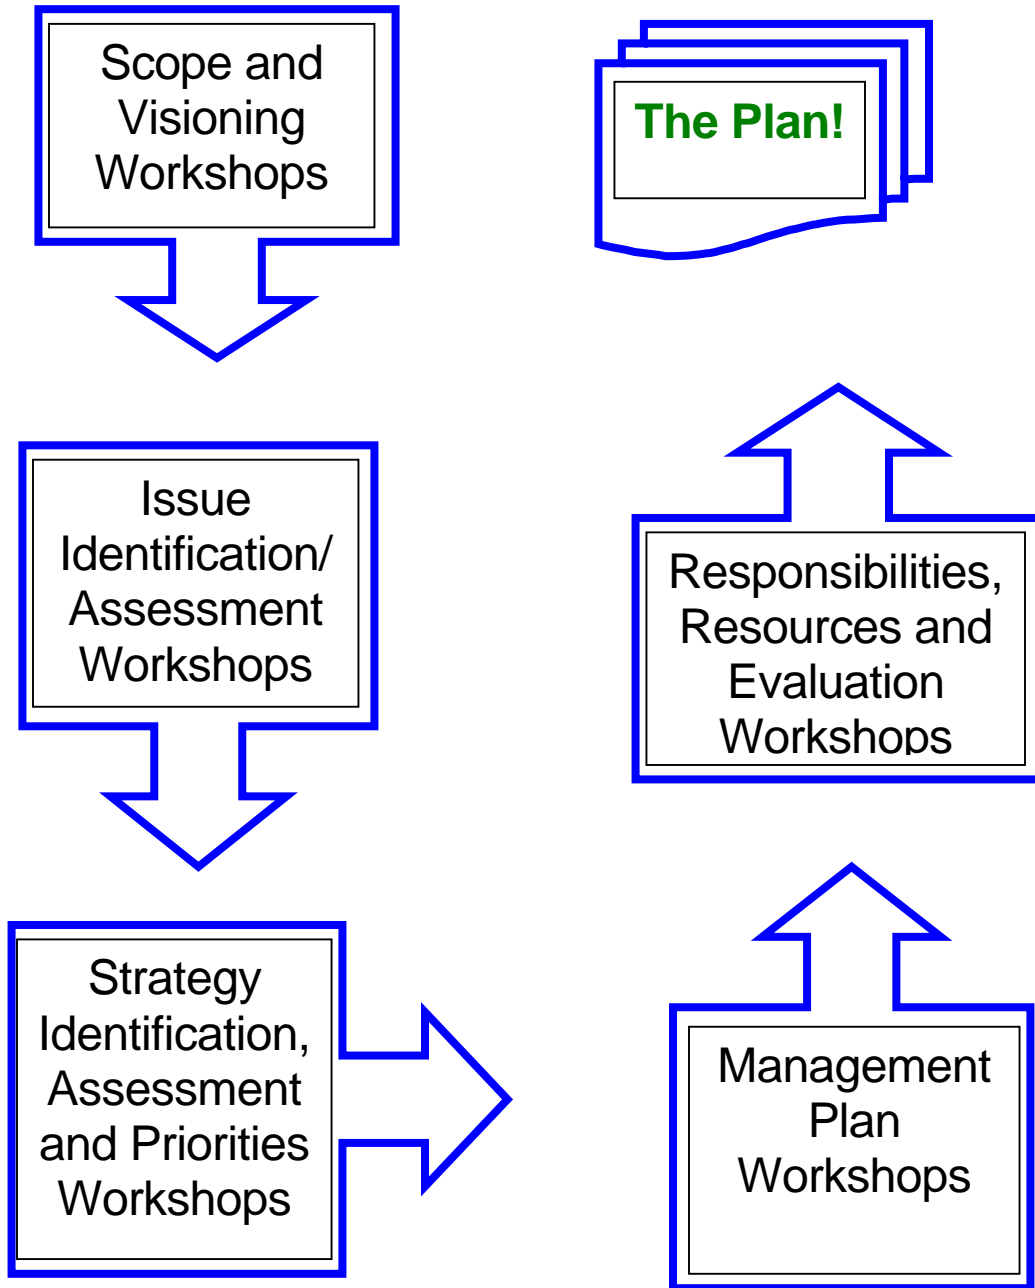 Scope and
Visioning
Workshops
The Plan!
Issue
Identification/
Assessment
Workshops
Responsibilities,
Resources and
Evaluation
Workshops
Strategy
Identification,
Assessment
and Priorities
Workshops
Management
Plan
Workshops